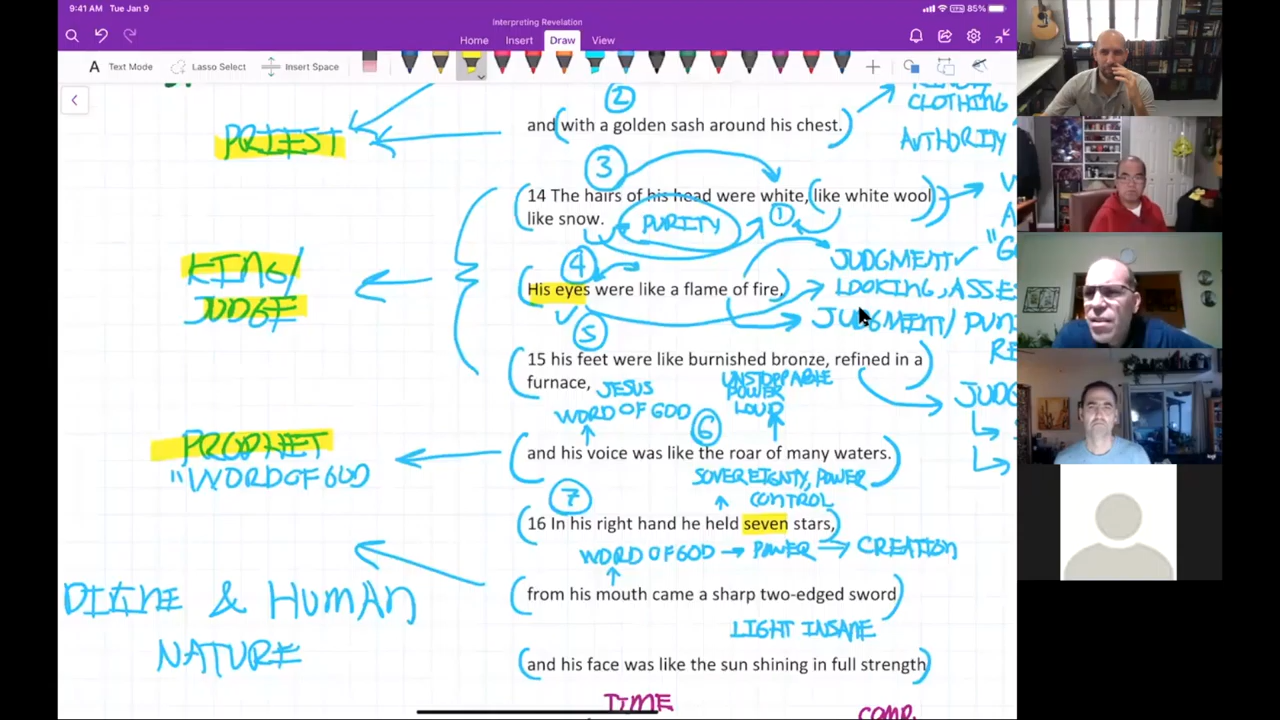 9:41 AM Tue Jan 9
85%
Interpreting Revelation
Home Insert Draw View
Text Mode Lasso Select Insert Space
2
CLOTHING
and with a golden sash around his chest.
AUTHORITY
PRIEST
3
14 The hairs of his head were white, (like white wool
like snow.
PURITY
1
KING/
JUDGE
4
JUDGMENT
(His eyes were like a flame of fire,)
LOOKING, ASSE
5
JUDGMENT/
15 his feet were like burnished bronze, refined in a
furnace,
JESUS
UNSTOPPABLE
POWER
LOUD
WORD OF GOD
JUDG
6
PROPHET
"WORD OF GOD
(and his voice was like the roar of many waters.)
SOVEREIGNTY, POWER
CONTROL
7
(16 In his right hand he held seven stars,)
WORD OF GOD → POWER ⇒ CREATION
DIVINE & HUMAN
NATURE
(from his mouth came a sharp two-edged sword)
LIGHT INSANE
(and his face was like the sun shining in full strength)
TIME
COMP.